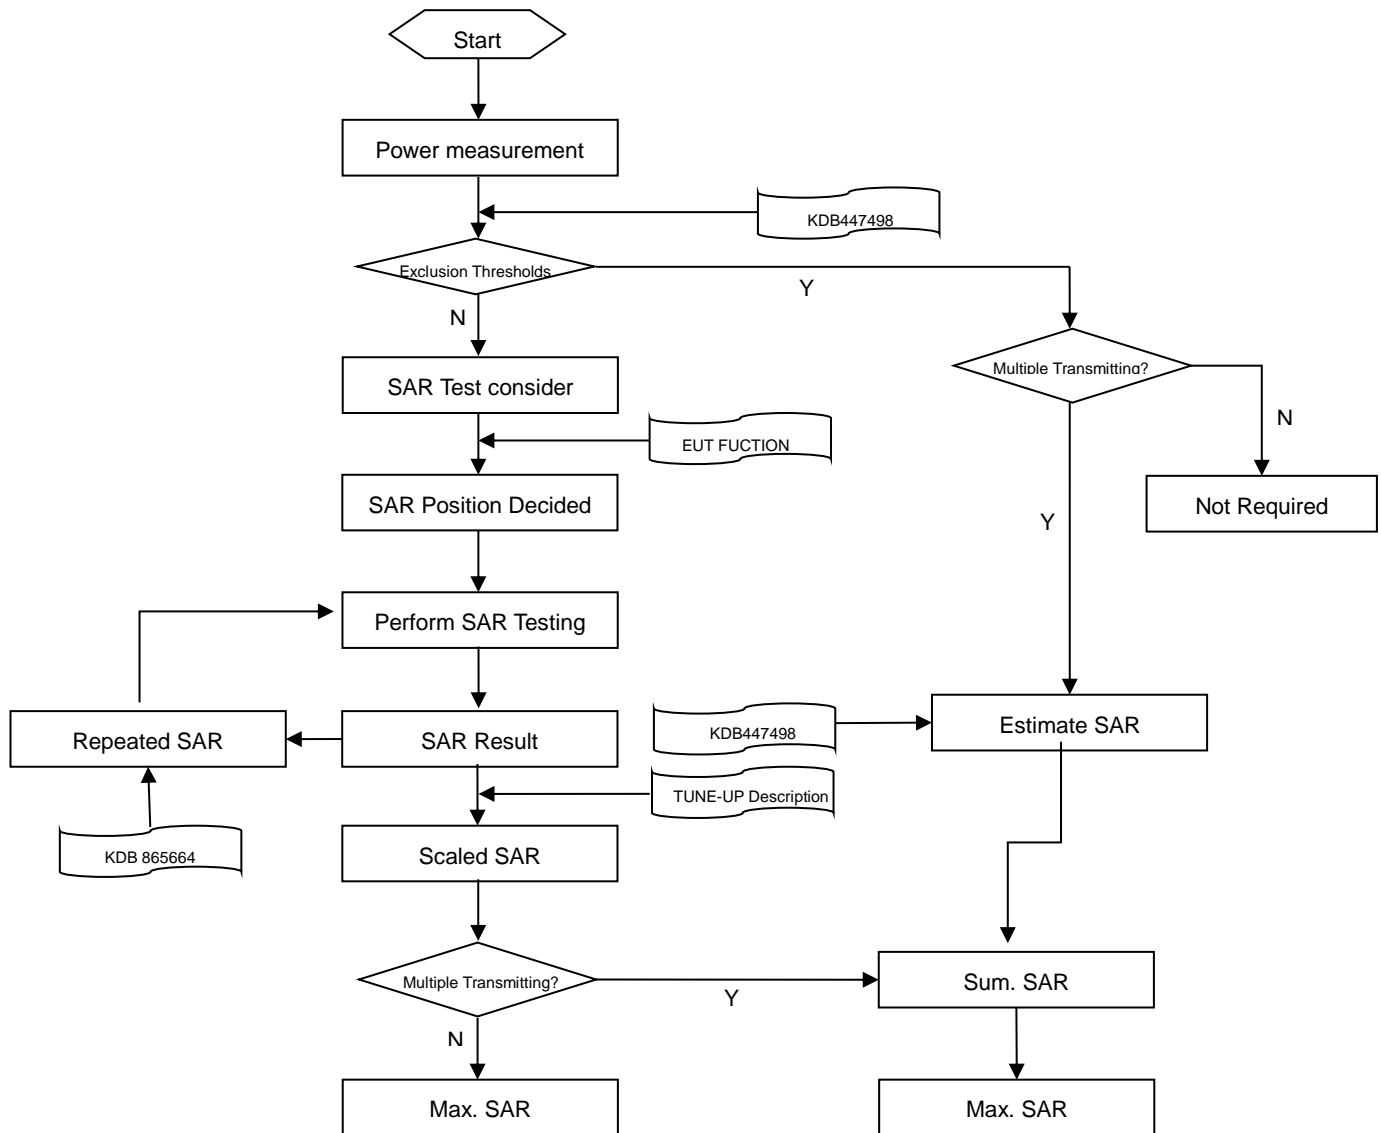 Start
Power measurement
KDB447498
Exclusion Thresholds
Y
N
Multiple Transmitting?
SAR Test consider
N
EUT FUCTION
SAR Position Decided
Not Required
Y
Perform SAR Testing
Repeated SAR
SAR Result
KDB447498
Estimate SAR
TUNE-UP Description
KDB 865664
Scaled SAR
Multiple Transmitting?
Y
Sum. SAR
N
Max. SAR
Max. SAR